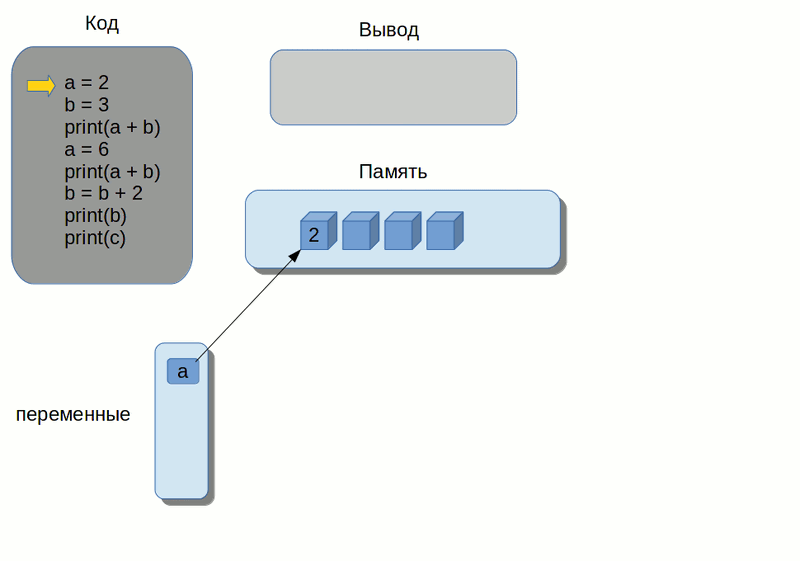 Код
a = 2
b = 3
print(a + b)
a = 6
print(a + b)
b = b + 2
print(b)
print(c)
Вывод
Память
2
a
переменные